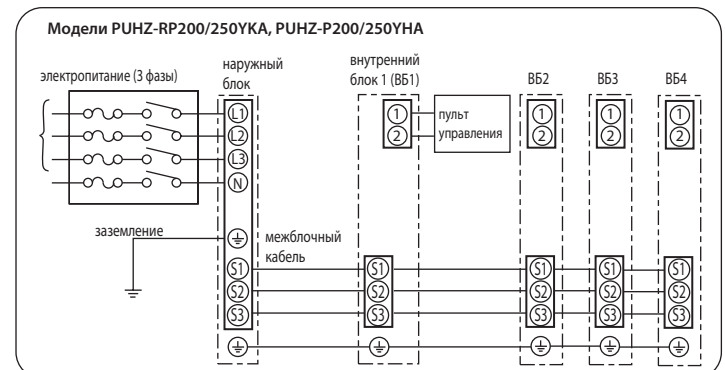 Модели PUHZ-RP200/250YKA, PUHZ-P200/250YHA
электропитание (3 фазы)
наружный
блок
внутренний
блок 1 (ВБ1)
ВБ2
ВБ3
ВБ4
L1
L2
L3
N
1
2
пульт
управления
1
2
1
2
1
2
заземление
межблочный
кабель
S1
S2
S3
S1
S2
S3
S1
S2
S3
S1
S2
S3
S1
S2
S3